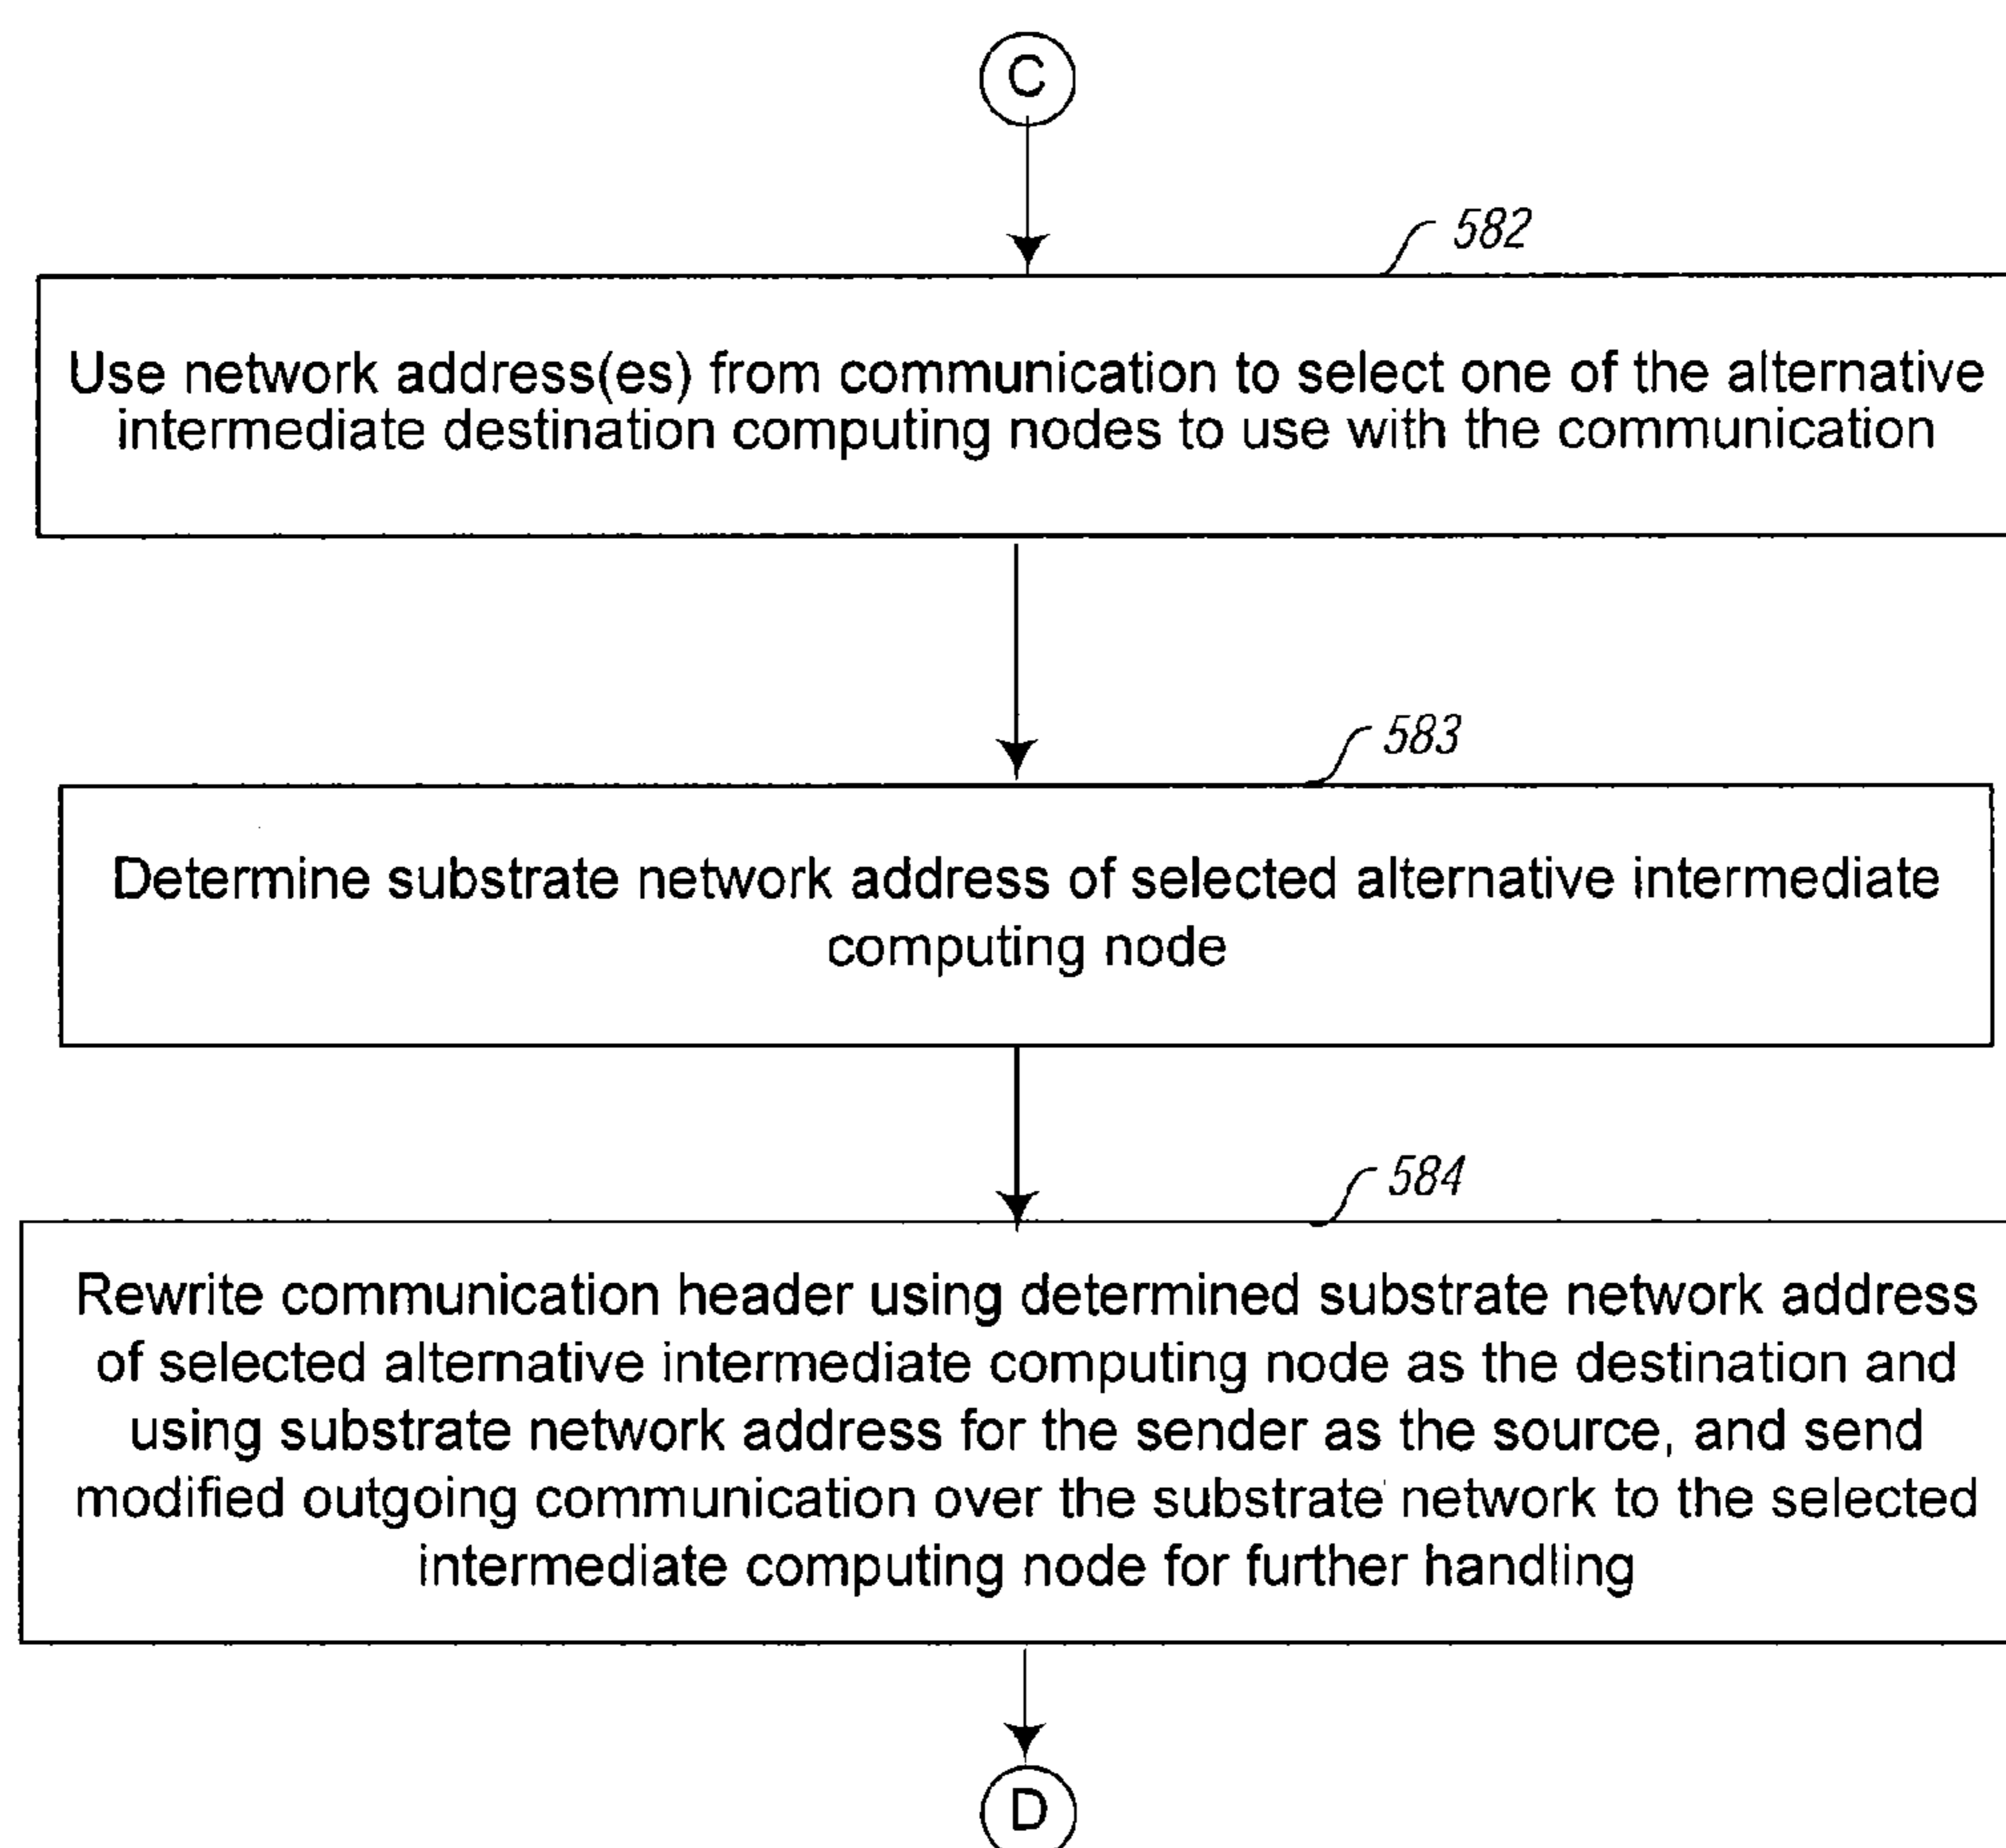 C
582
Use network address(es) from communication to select one of the alternative
intermediate destination computing nodes to use with the communication
583
Determine substrate network address of selected alternative intermediate
computing node
584
Rewrite communication header using determined substrate network address
of selected alternative intermediate computing node as the destination and
using substrate network address for the sender as the source, and send
modified outgoing communication over the substrate network to the selected
intermediate computing node for further handling
D